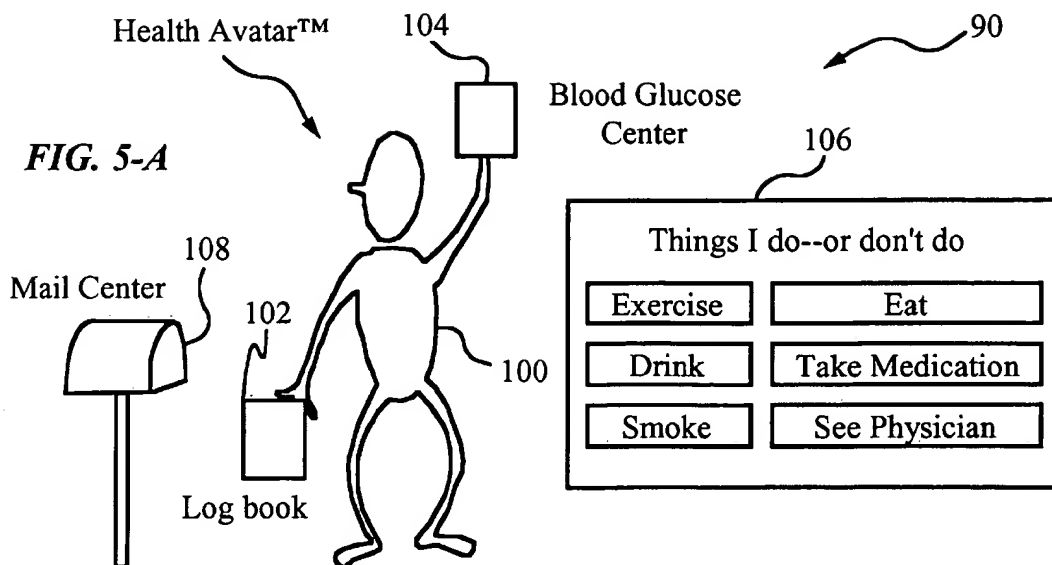 Health Avatar™
104
90
Blood Glucose
Center
FIG. 5-A
106
Things I do--or don't do
108
Mail Center
Exercise
Eat
102
100
Drink
Take Medication
Smoke
See Physician
Log book